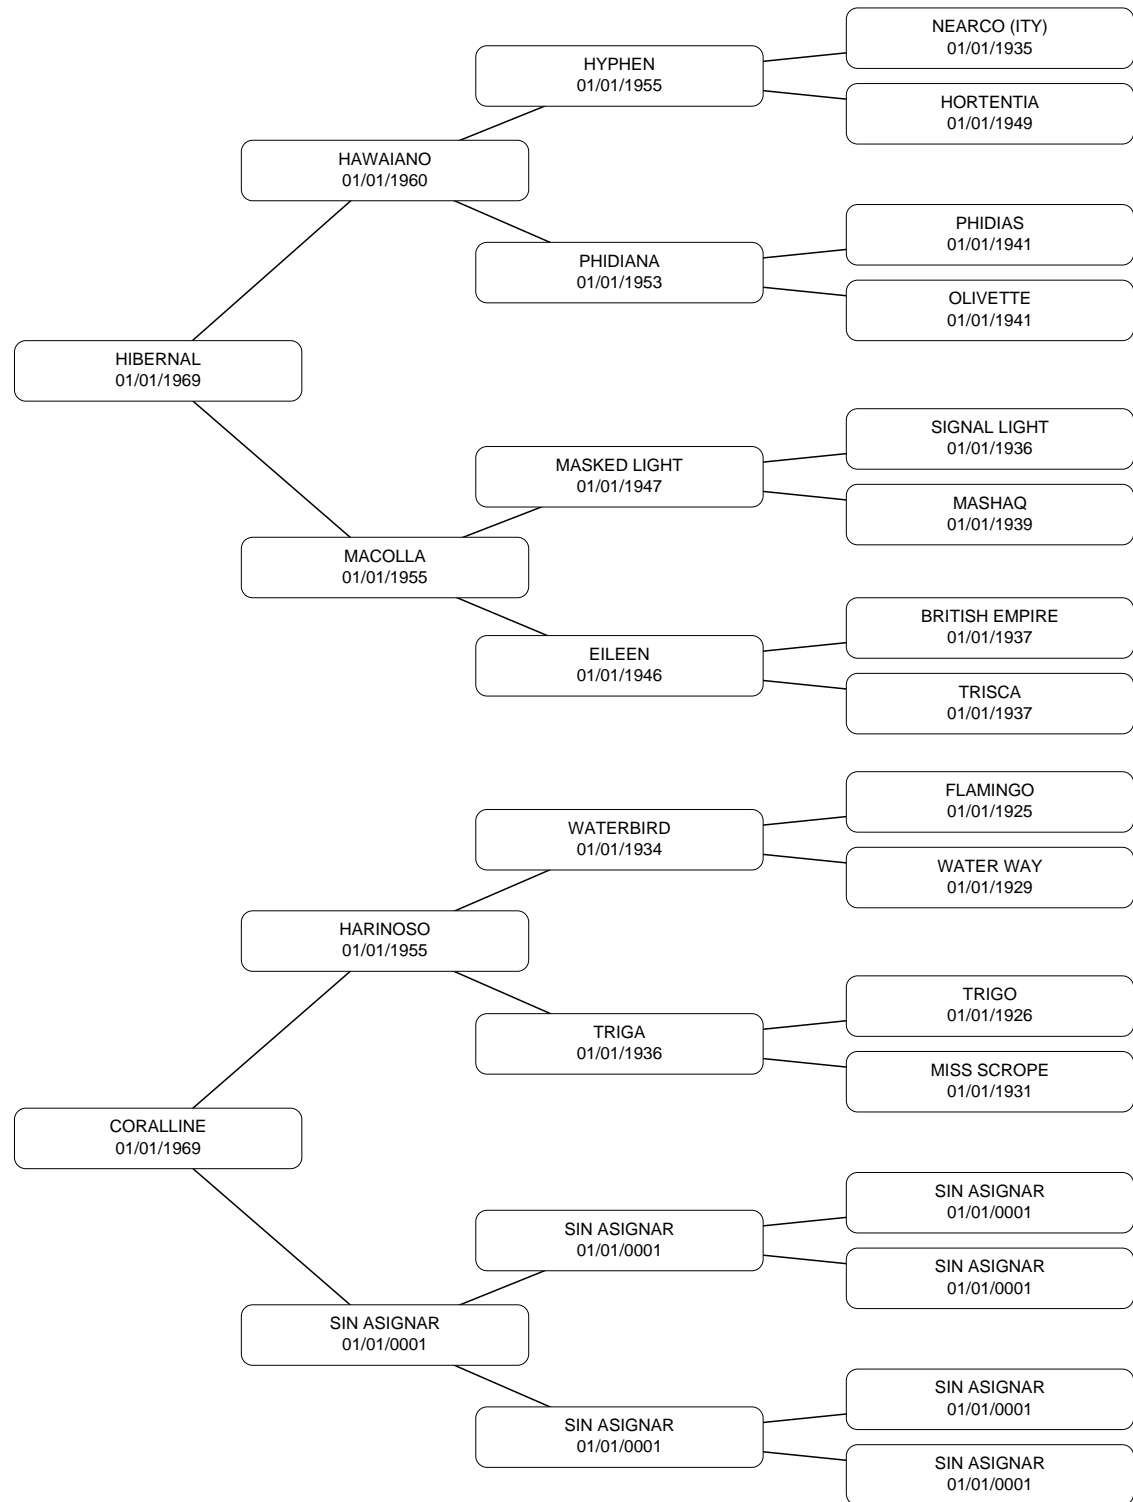 NEARCO (ITY)
01/01/1935
HYPHEN
01/01/1955
HORTENTIA
01/01/1949
HAWAIANO
01/01/1960
PHIDIAS
01/01/1941
PHIDIANA
01/01/1953
OLIVETTE
01/01/1941
HIBERNAL
01/01/1969
SIGNAL LIGHT
01/01/1936
MASKED LIGHT
01/01/1947
MASHAQ
01/01/1939
MACOLLA
01/01/1955
BRITISH EMPIRE
01/01/1937
EILEEN
01/01/1946
TRISCA
01/01/1937
FLAMINGO
01/01/1925
WATERBIRD
01/01/1934
WATER WAY
01/01/1929
HARINOSO
01/01/1955
TRIGO
01/01/1926
TRIGA
01/01/1936
MISS SCROPE
01/01/1931
CORALLINE
01/01/1969
SIN ASIGNAR
01/01/0001
SIN ASIGNAR
01/01/0001
SIN ASIGNAR
01/01/0001
SIN ASIGNAR
01/01/0001
SIN ASIGNAR
01/01/0001
SIN ASIGNAR
01/01/0001
SIN ASIGNAR
01/01/0001